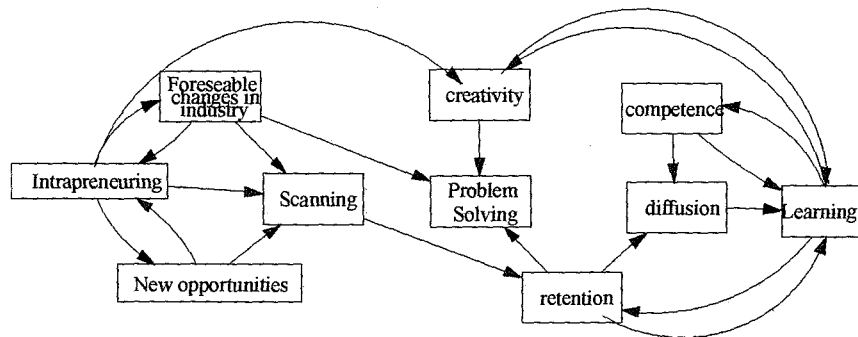 Foreseable
changes in
industry
creativity
competence
Intrapreneuring
Scanning
Problem
Solving
diffusion
Learning
New opportunities
retention